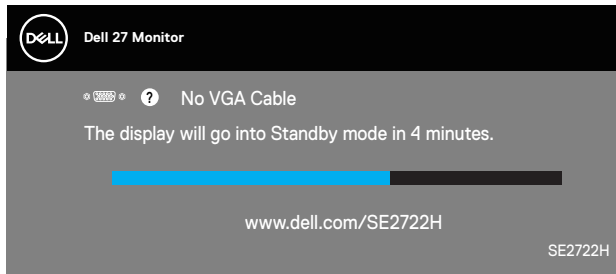 DELL
Dell 27 Monitor
? No VGA Cable
The display will go into Standby mode in 4 minutes.
www.dell.com/SE2722H
SE2722H